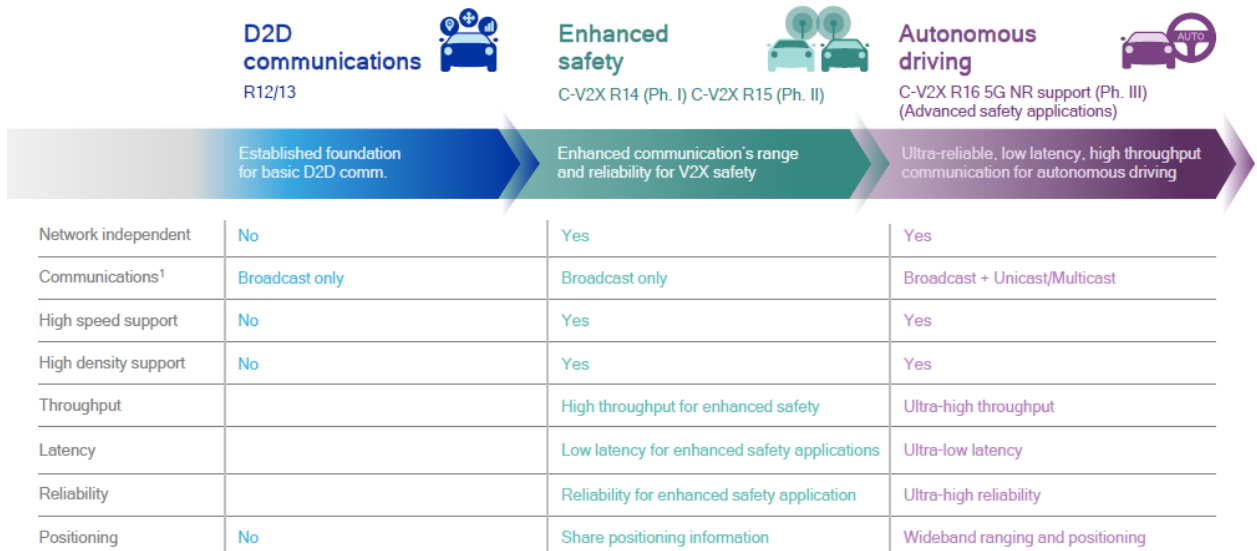 D2D
communications
R12/13
Enhanced
safety
C-V2X R14 (Ph. I) C-V2X R15 (Ph. II)
Autonomous
driving
C-V2X R16 5G NR support (Ph. III)
(Advanced safety applications)
AUTO
Established foundation
for basic D2D comm.
Enhanced communication's range
and reliability for V2X safety
Ultra-reliable, low latency, high throughput
communication for autonomous driving
Network independent No Yes Yes
Communications¹ Broadcast only Broadcast only Broadcast + Unicast/Multicast
High speed support No Yes Yes
High density support No Yes Yes
Throughput High throughput for enhanced safety Ultra-high throughput
Latency Low latency for enhanced safety applications Ultra-low latency
Reliability Reliability for enhanced safety application Ultra-high reliability
Positioning No Share positioning information Wideband ranging and positioning